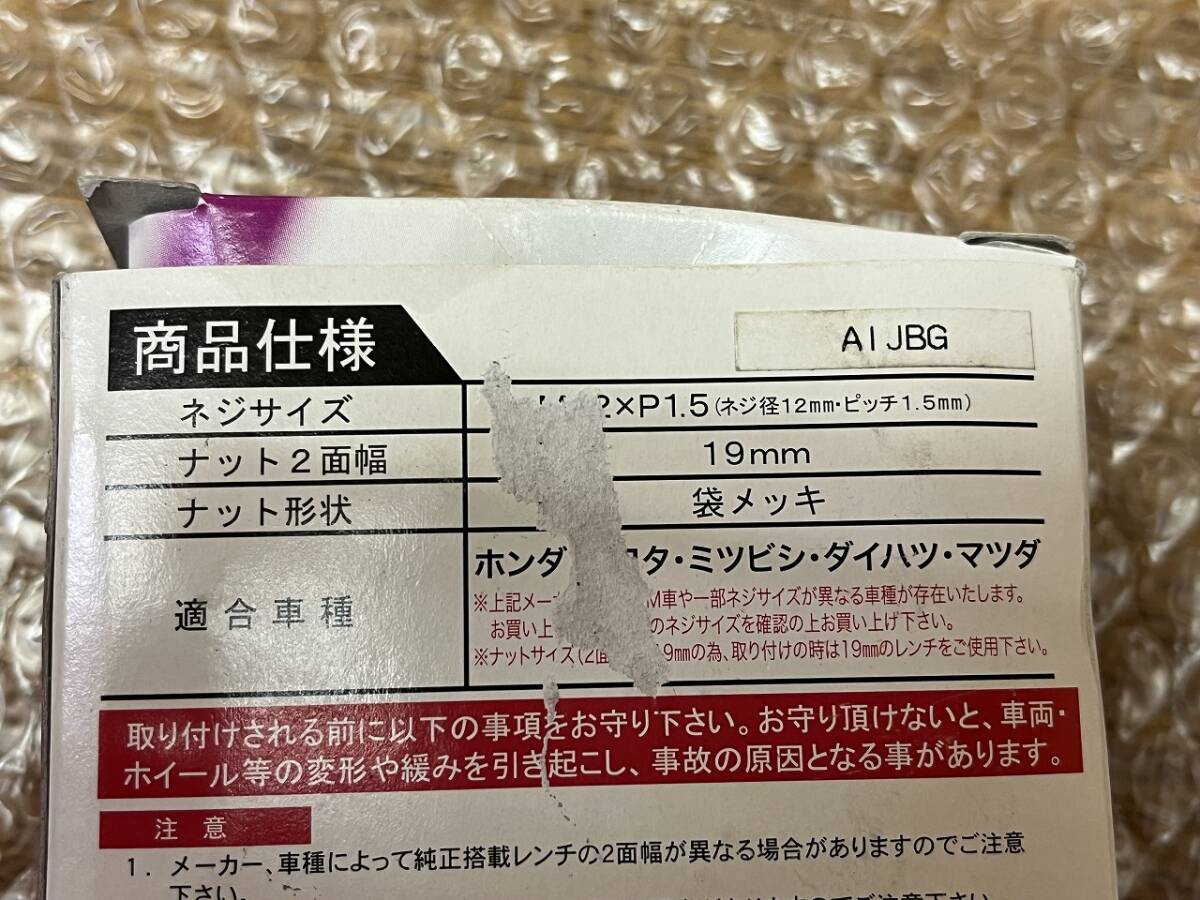 商品仕様
AIJBG
ネジサイズ
2×P1.5(ネジ径12mm・ピッチ1.5mm)
ナット2面幅
19mm
ナット形状
袋メッキ
適合車種
ホンダ タ・ミツビシ・ダイハツ・マツダ
※上記メー M車や一部ネジサイズが異なる車種が存在いたします。
お買い上 のネジサイズを確認の上お買い上げ下さい。
※ナットサイズ(2面 19mmの為、取り付けの時は19mmのレンチをご使用下さい。
取り付けされる前に以下の事項をお守り下さい。お守り頂けないと、車両・
ホイール等の変形や緩みを引き起こし、事故の原因となる事があります。
注意
1. メーカー、車種によって純正搭載レンチの2面幅が異なる場合がありますのでご注意
下さい。